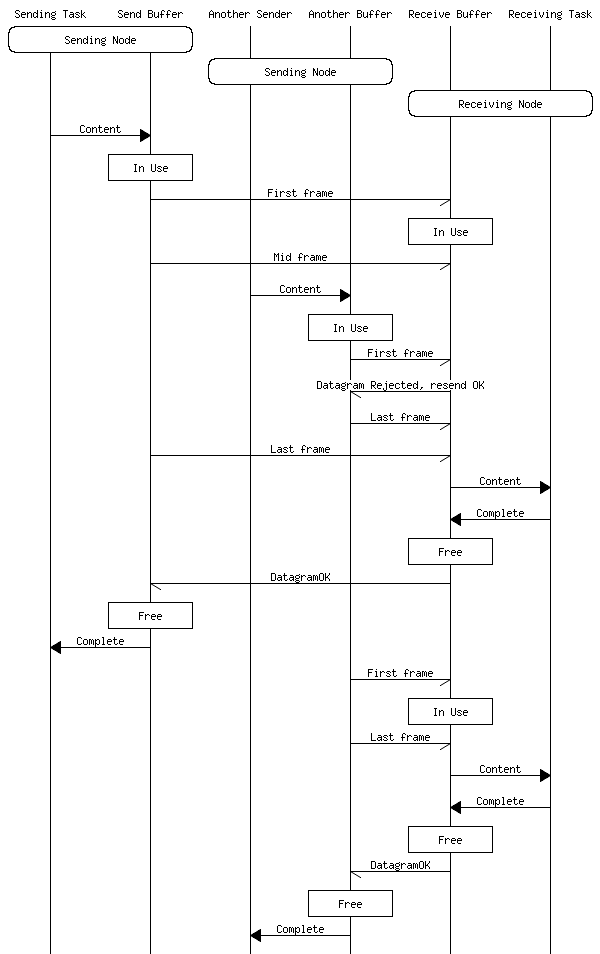 Sending Task Send Buffer Another Sender Another Buffer Receive Buffer Receiving Task
Sending Node
Sending Node
Receiving Node
Content
In Use
First frame
In Use
Mid frame
Content
In Use
First frame
Datagram Rejected, resend OK
Last frame
Last frame
Content
Complete
Free
DatagramOK
Free
Complete
First frame
In Use
Last frame
Content
Complete
Free
DatagramOK
Free
Complete